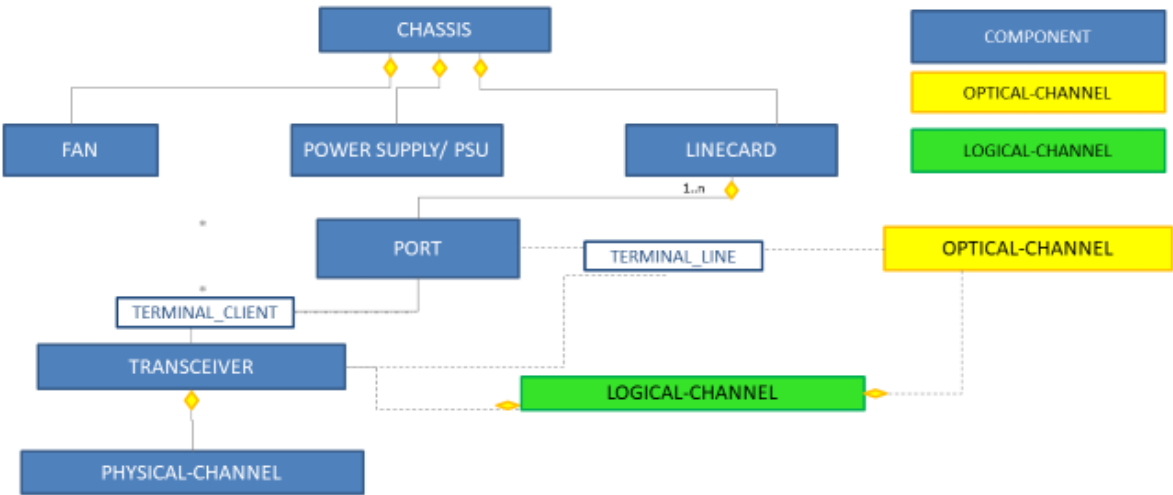 CHASSIS
COMPONENT
OPTICAL-CHANNEL
LOGICAL-CHANNEL
FAN
POWER SUPPLY/ PSU
LINECARD
1..n
*
PORT
TERMINAL_LINE
OPTICAL-CHANNEL
*
TERMINAL_CLIENT
TRANSCEIVER
LOGICAL-CHANNEL
PHYSICAL-CHANNEL